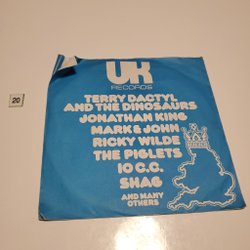 UK
RECORDS
TERRY DACTYL
AND THE DINOSAURS
JONATHAN KING
MARK & JOHN
RICKY WILDE
THE PIGLETS
10 C.C.
SHAG
AND MANY
OTHERS
20